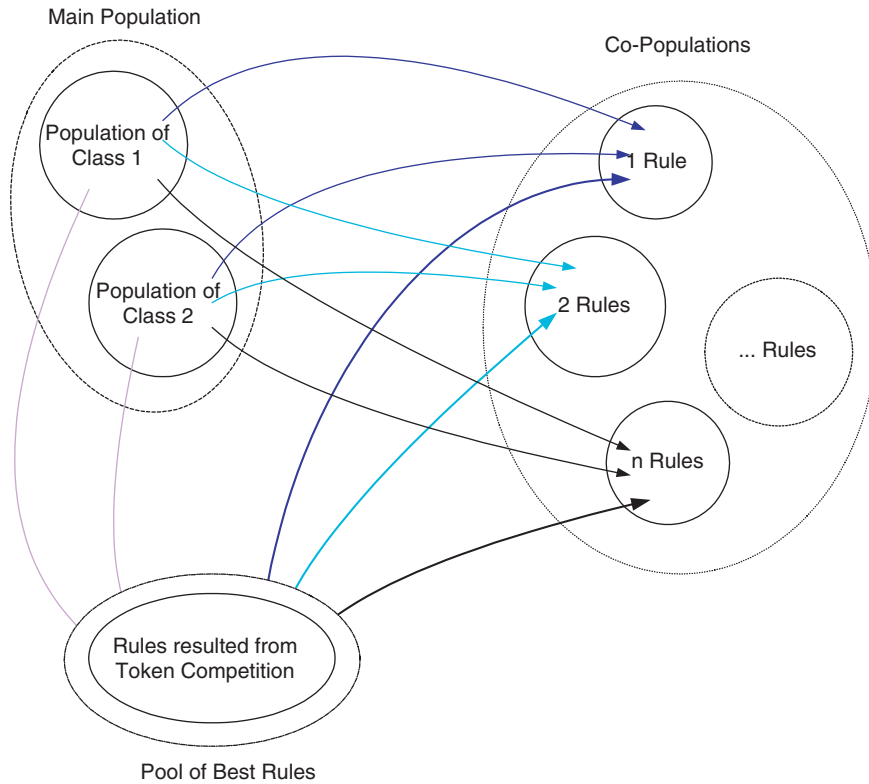 Main Population
Co-Populations
Population of
Class 1
1 Rule
Population of
Class 2
2 Rules
... Rules
n Rules
Rules resulted from
Token Competition
Pool of Best Rules